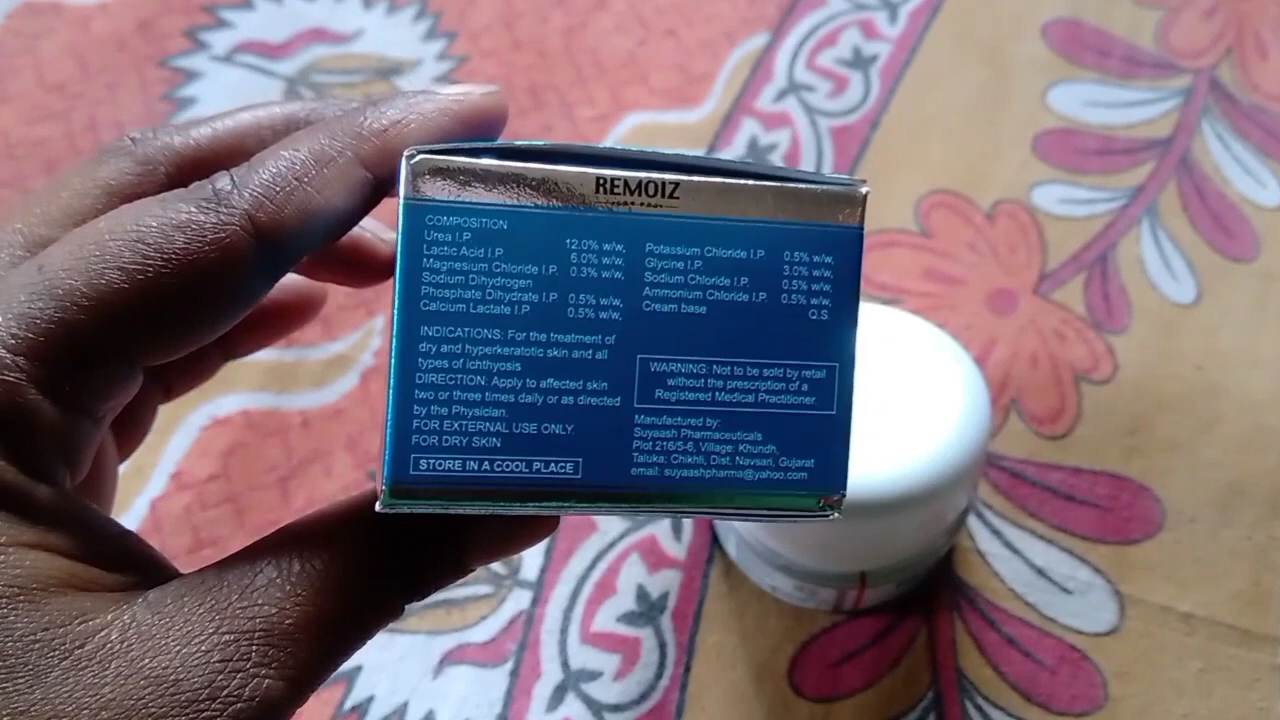 REMOIZ
COMPOSITION
Urea I.P. 12.0% w/w,
Lactic Acid I.P 6.0% w/w,
Magnesium Chloride I.P. 0.3% w/w,
Sodium Dihydrogen
Phosphate Dihydrate I.P 0.5% w/w,
Calcium Lactate I.P 0.5% w/w,
Potassium Chloride I.P. 0.5% w/w,
Glycine I.P. 3.0% w/w,
Sodium Chloride I.P. 0.5% w/w,
Ammonium Chloride I.P. 0.5% w/w,
Cream base Q.S.
INDICATIONS: For the treatment of
dry and hyperkeratotic skin and all
types of ichthyosis
DIRECTION: Apply to affected skin
two or three times daily or as directed
by the Physician.
FOR EXTERNAL USE ONLY.
FOR DRY SKIN
STORE IN A COOL PLACE
WARNING: Not to be sold by retail
without the prescription of a
Registered Medical Practitioner.
Manufactured by:
Suyaash Pharmaceuticals
Plot 216/5-6, Village: Khundh,
Taluka: Chikhli, Dist. Navsari, Gujarat
email: suyaashpharma@yahoo.com